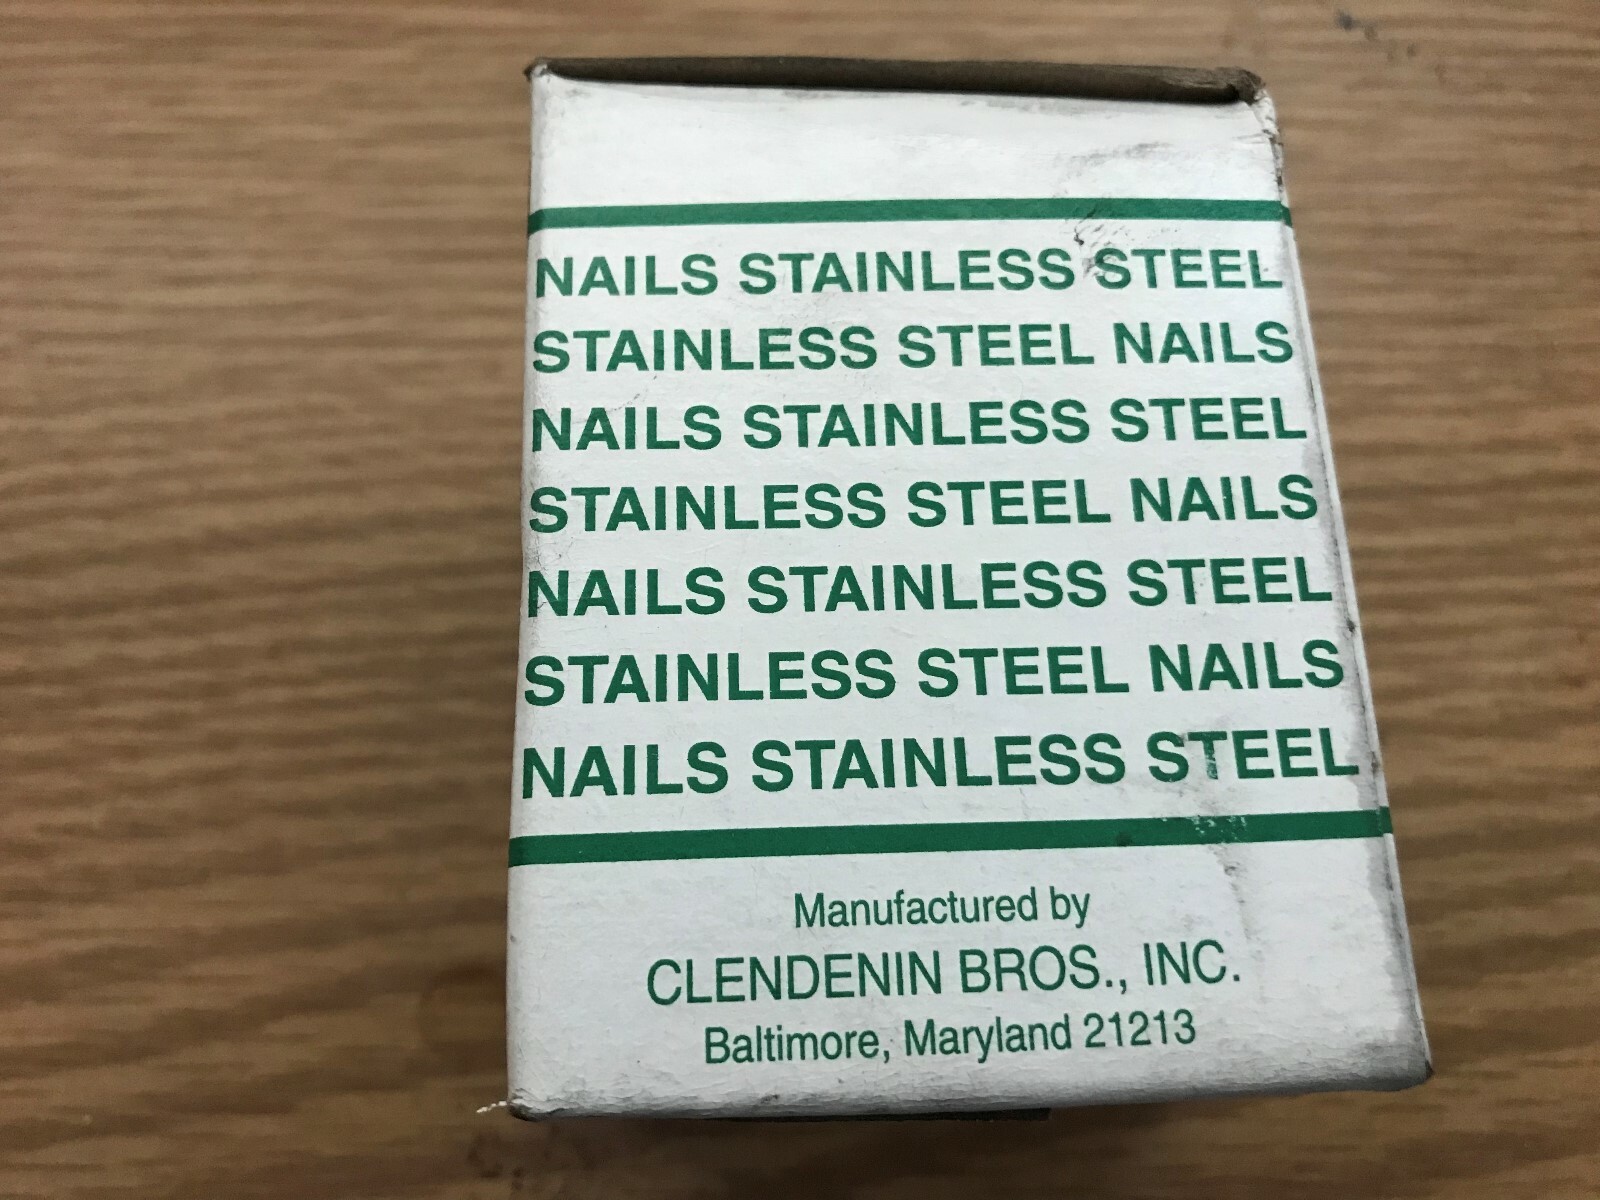 NAILS STAINLESS STEEL
STAINLESS STEEL NAILS
NAILS STAINLESS STEEL
STAINLESS STEEL NAILS
NAILS STAINLESS STEEL
STAINLESS STEEL NAILS
NAILS STAINLESS STEEL
Manufactured by
CLENDENIN BROS., INC.
Baltimore, Maryland 21213